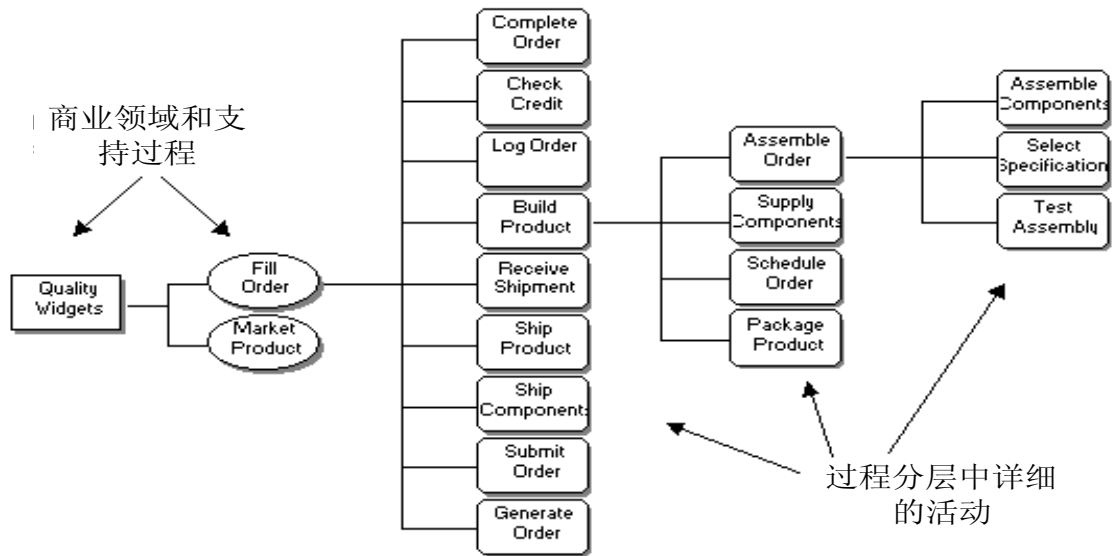 商业领域和支
持过程
Quality
Widgets
Fill
Order
Market
Product
Complete
Order
Check
Credit
Log Order
Build
Product
Receive
Shipment
Ship
Product
Ship
Components
Submit
Order
Generate
Order
Assemble
Order
Supply
Components
Schedule
Order
Package
Product
Assemble
Components
Select
Specification
Test
Assembly
过程分层中详细
的活动